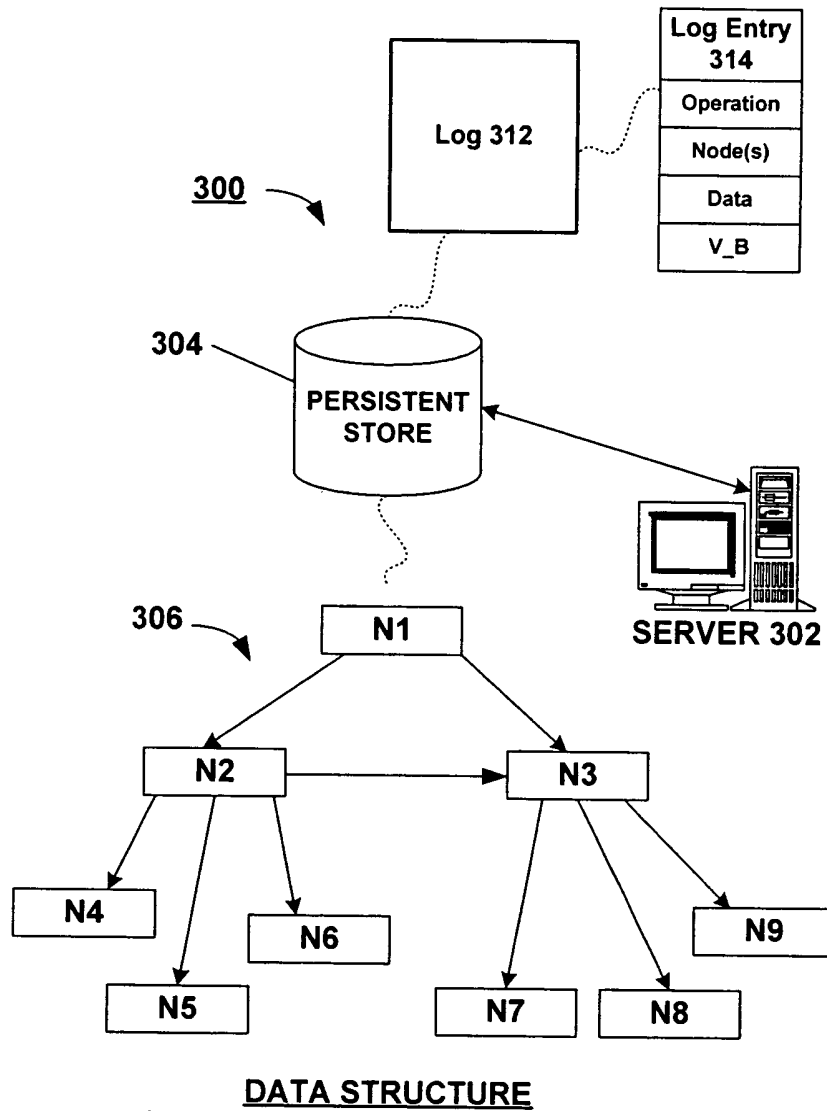 Log Entry
314
Operation
Node(s)
Data
V_B
Log 312
300
304
PERSISTENT
STORE
SERVER 302
306
N1
N2
N3
N4
N5
N6
N7
N8
N9
DATA STRUCTURE